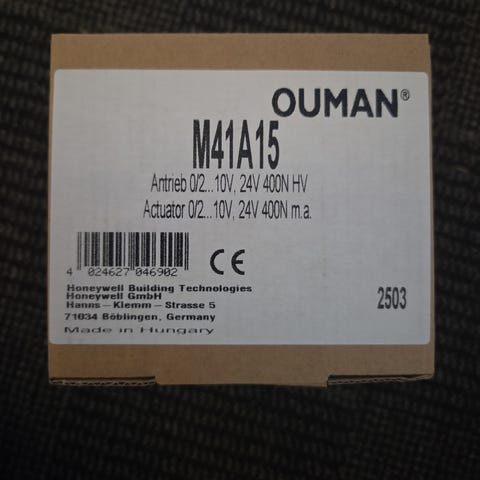 OUMAN®
M41A15
Antrieb 0/2...10V, 24V 400N HV
Actuator 0/2...10V, 24V 400N m.a.
4 024627 046902
CE
Honeywell Building Technologies
Honeywell GmbH
Hanns-Klemm-Strasse 5
71034 Böblingen, Germany
Made in Hungary
2503